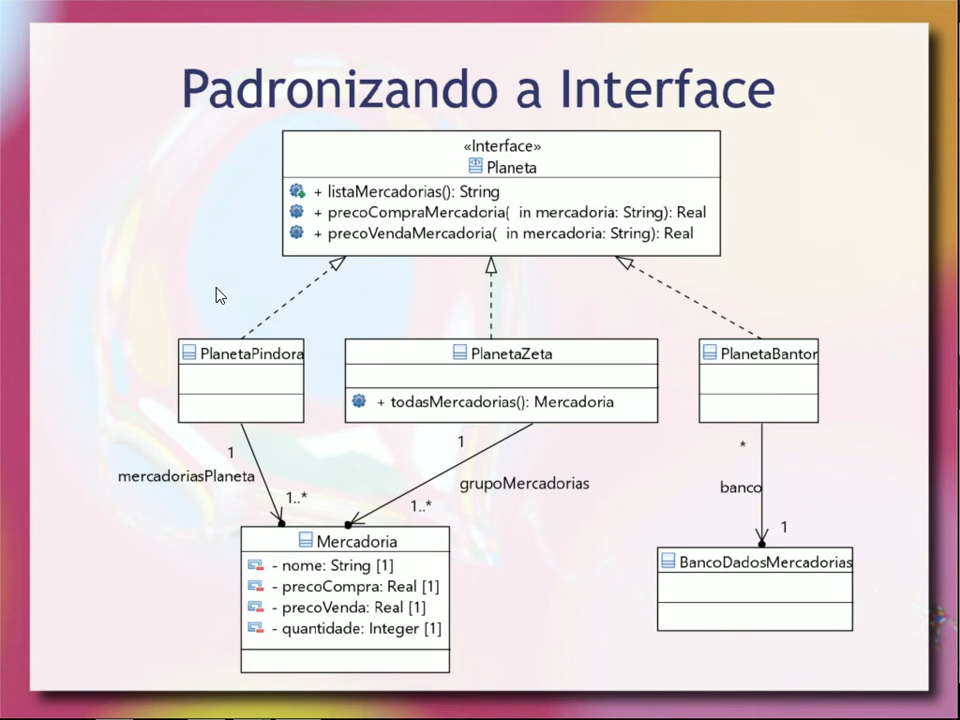 Padronizando a Interface
«Interface»
Planeta
+ listaMercadorias(): String
+ precoCompraMercadoria( in mercadoria: String): Real
+ precoVendaMercadoria( in mercadoria: String): Real
PlanetaPindora
PlanetaZeta
PlanetaBantor
+ todasMercadorias(): Mercadoria
1
mercadoriasPlaneta
1..*
1
grupoMercadorias
1..*
*
banco
1
Mercadoria
- nome: String [1]
- precoCompra: Real [1]
- precoVenda: Real [1]
- quantidade: Integer [1]
BancoDadosMercadorias